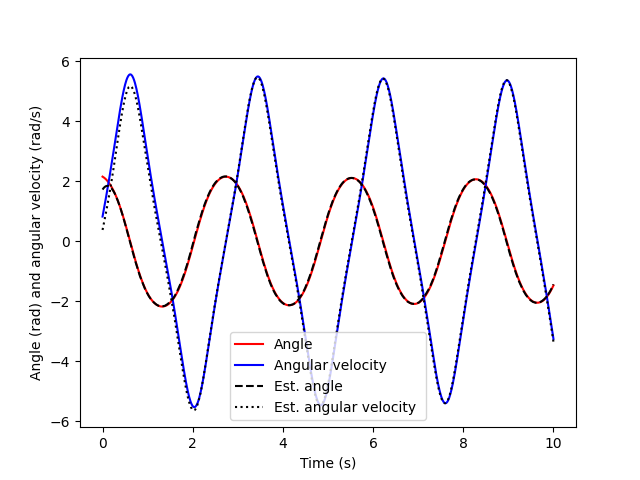 6
4
2
0
−2
−4
−6
Angle (rad) and angular velocity (rad/s)
Angle
Angular velocity
Est. angle
Est. angular velocity
0 2 4 6 8 10
Time (s)